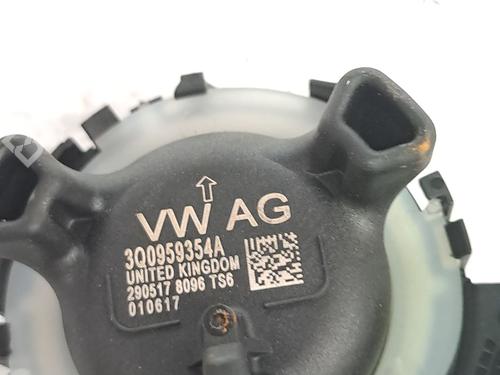 VW AG
3Q0959354A
UNITED KINGDOM
290517 8096 TS6
010617